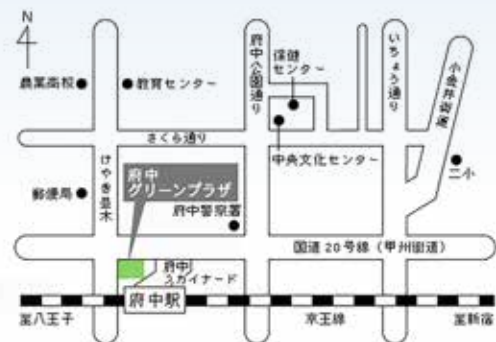 N
農業高校
教育センター
府中公園通り
保健
センター
いちょう通り
小金井街道
さくら通り
中央文化センター
けやき並木
府中
グリーンプラザ
二小
郵便局
府中警察署
国道20号線（甲州街道）
府中
スカイナード
府中駅
至八王子
京王線
至新宿